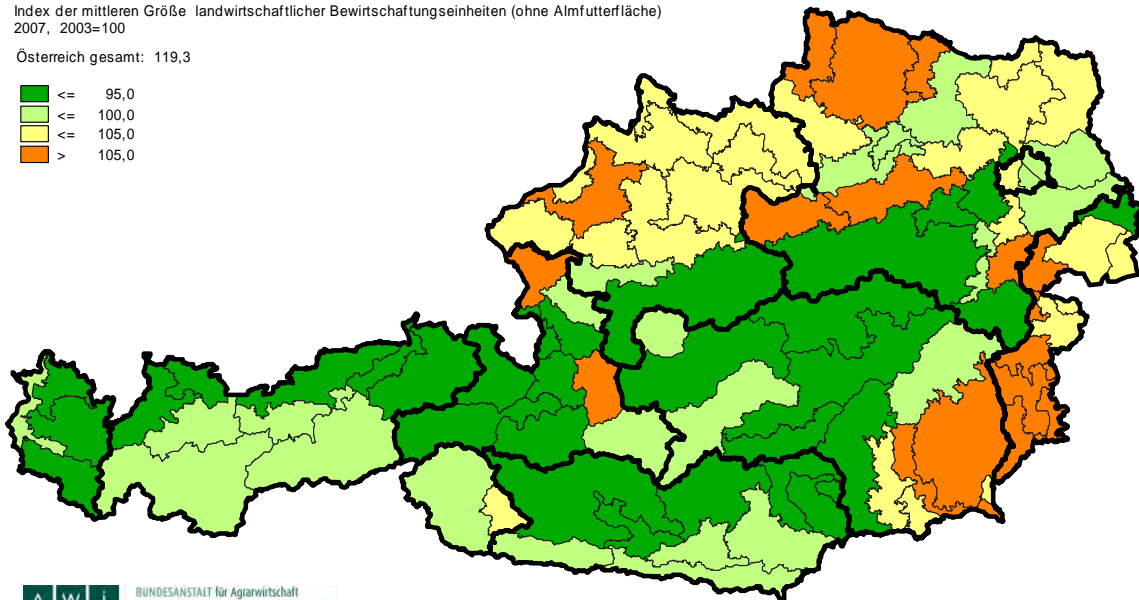 Index der mittleren Größe landwirtschaftlicher Bewirtschaftungseinheiten (ohne Almfutterfläche)
2007, 2003=100
Österreich gesamt: 119,3
<= 95,0
<= 100,0
<= 105,0
> 105,0
A W i
BUNDESANSTALT für Agrarwirtschaft